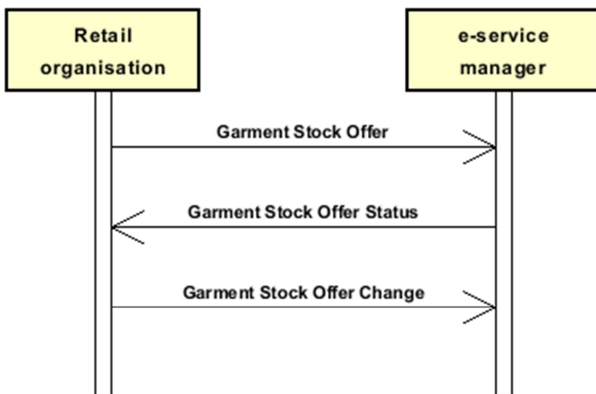 Retail
organisation
e-service
manager
Garment Stock Offer
Garment Stock Offer Status
Garment Stock Offer Change